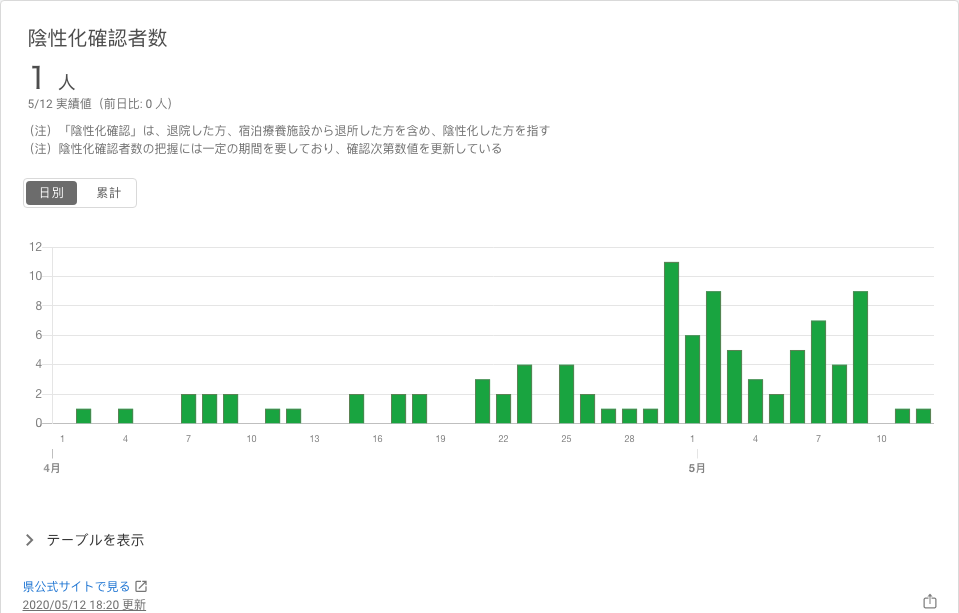 陰性化確認者数
1 人
5/12 実績値（前日比: 0 人）
（注）「陰性化確認」は、退院した方、宿泊療養施設から退所した方を含め、陰性化した方を指す
（注）陰性化確認者数の把握には一定の期間を要しており、確認次第数値を更新している
日別 累計
12
10
8
6
4
2
0
1 4 7 10 13 16 19 22 25 28 1 4 7 10
4月 5月
テーブルを表示
県公式サイトで見る
2020/05/12 18:20 更新